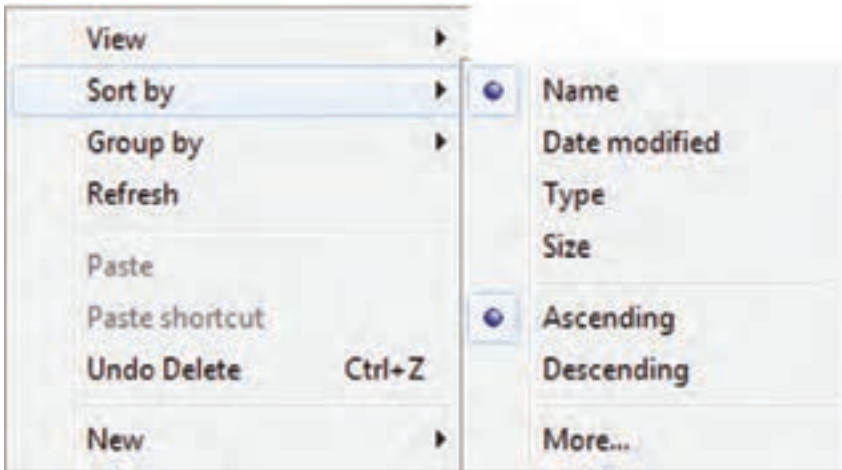 View
Sort by
Group by
Refresh
Paste
Paste shortcut
Undo Delete Ctrl+Z
New
Name
Date modified
Type
Size
Ascending
Descending
More...